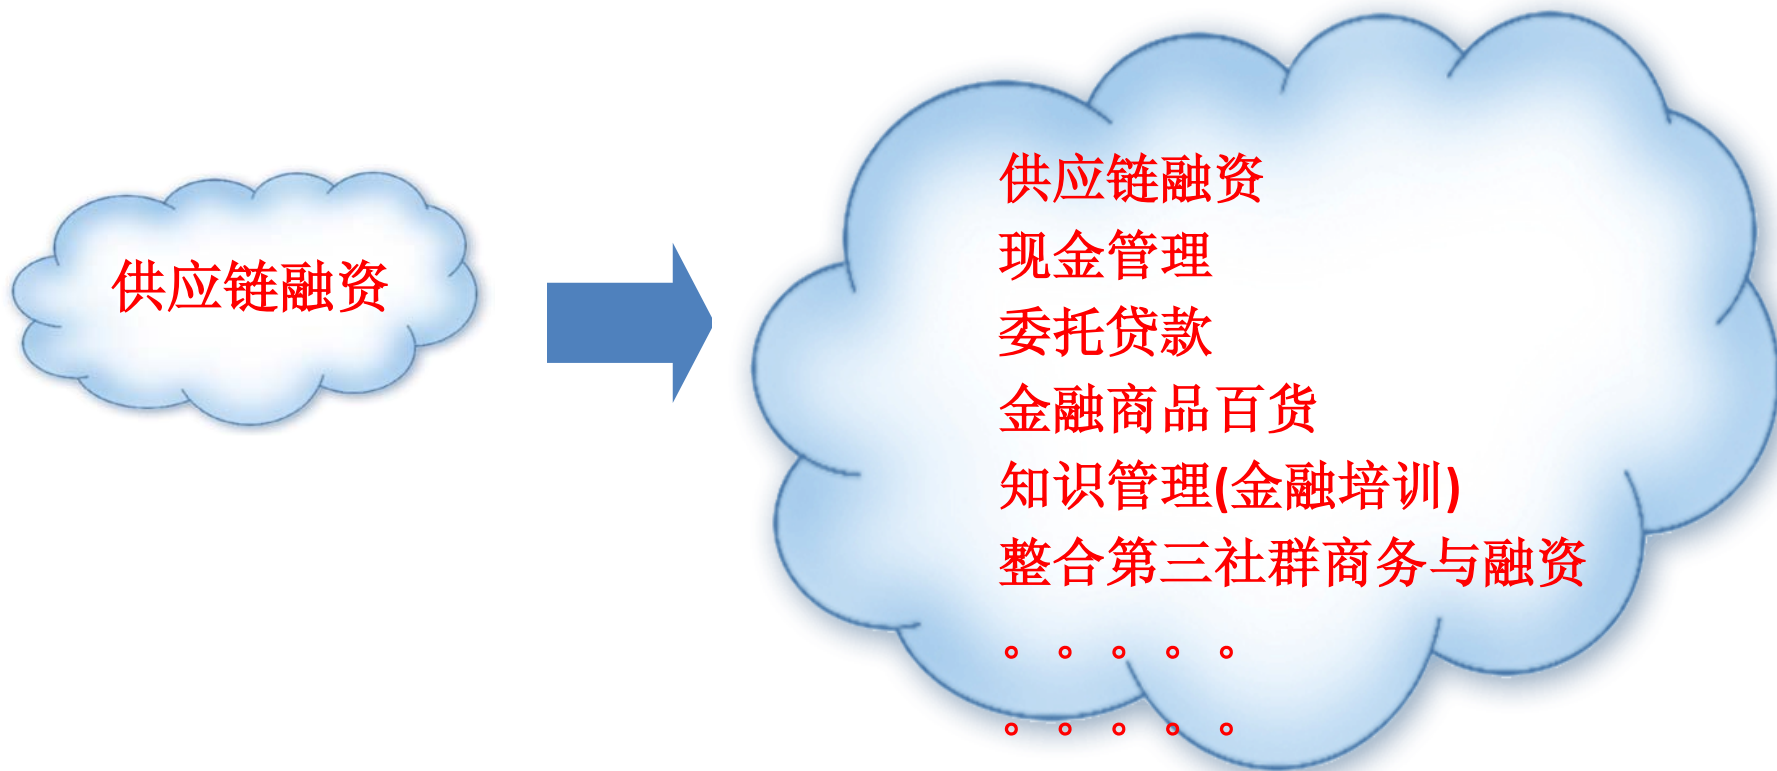 供应链融资
供应链融资
现金管理
委托贷款
金融商品百货
知识管理(金融培训)
整合第三社群商务与融资
。。。。。
。。。。。